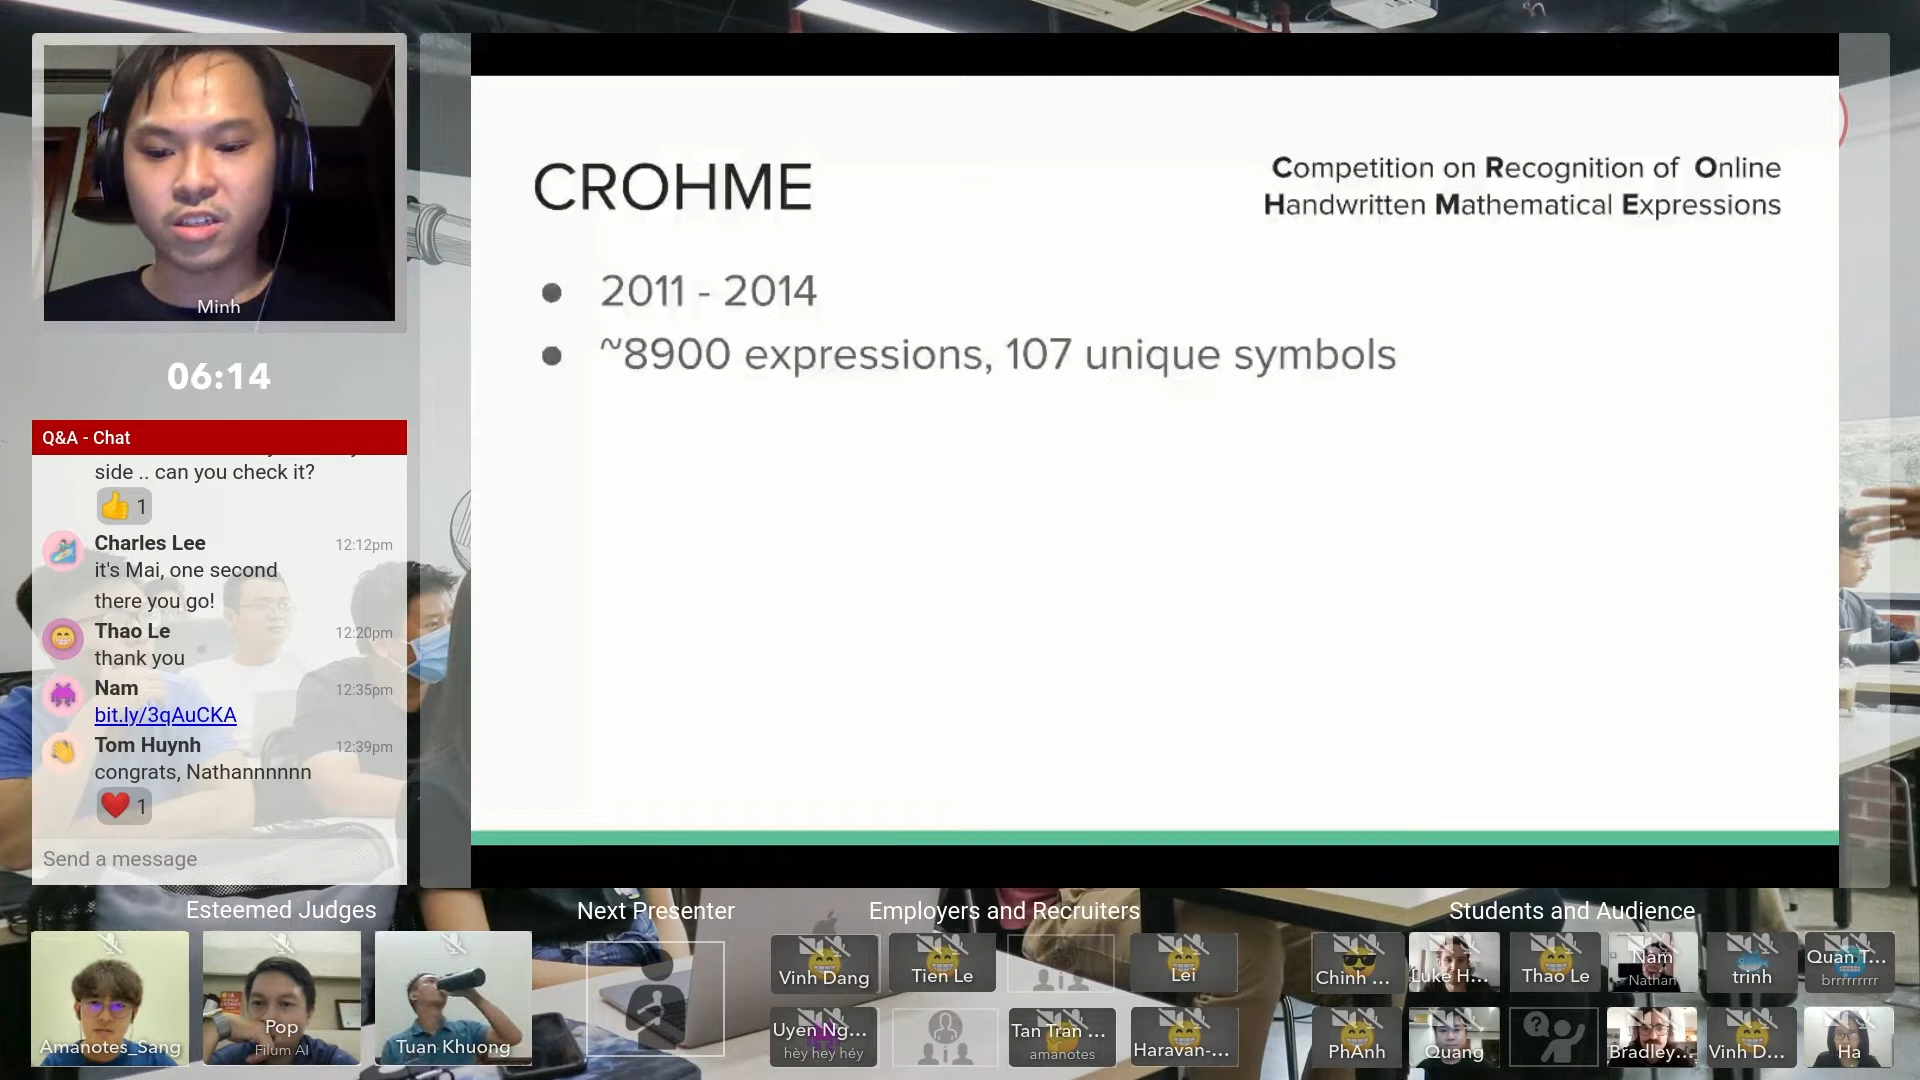 Minh
06:14
Q&A - Chat
side .. can you check it?
1
Charles Lee 12:12pm
it's Mai, one second
there you go!
Thao Le 12:20pm
thank you
Nam 12:35pm
bit.ly/3qAuCKA
Tom Huynh 12:39pm
congrats, Nathannnnnn
1
Send a message
CROHME
Competition on Recognition of Online
Handwritten Mathematical Expressions
● 2011 - 2014
● ~8900 expressions, 107 unique symbols
Esteemed Judges
Amanotes_Sang
Pop
Filum AI
Tuan Khuong
Next Presenter
Employers and Recruiters
Vinh Dang
Tien Le
Lei
Uyen Ng...
hèy hey héy
Tan Tran ...
amanotes
Haravan-...
Students and Audience
Chinh ...
Luke H...
Thao Le
Nam
Nathan
trinh
Quan T...
brrrrrrrrr
PhAnh
Quang
Bradley...
Vinh D...
Ha